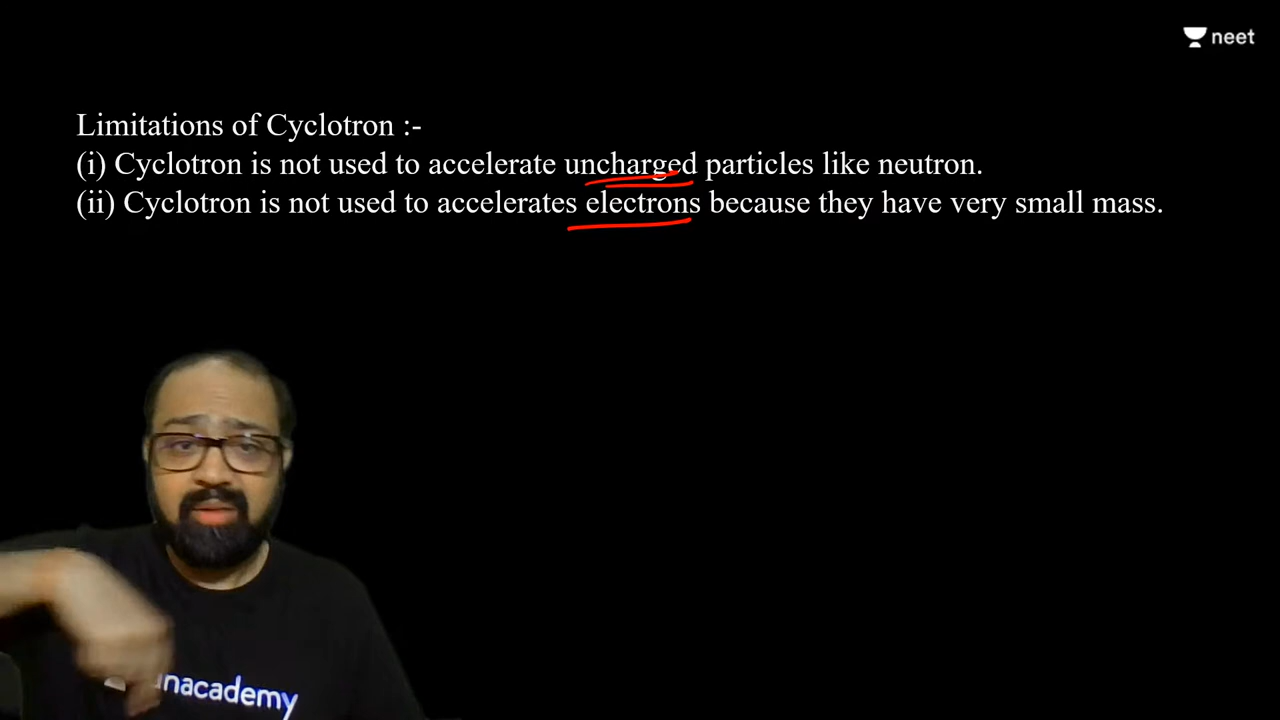 neet
Limitations of Cyclotron :-
(i) Cyclotron is not used to accelerate uncharged particles like neutron.
(ii) Cyclotron is not used to accelerates electrons because they have very small mass.
unacademy